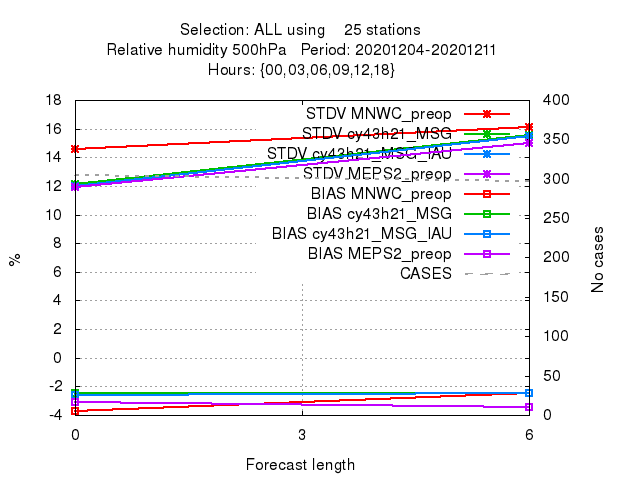 Selection: ALL using 25 stations
Relative humidity 500hPa Period: 20201204-20201211
Hours: {00,03,06,09,12,18}
18
16
14
12
10
8
6
4
2
0
-2
-4
%
400
350
300
250
200
150
100
50
0
No cases
STDV MNWC_preop
STDV cy43h21_MSG
STDV cy43h21_MSG_IAU
STDV MEPS2_preop
BIAS MNWC_preop
BIAS cy43h21_MSG
BIAS cy43h21_MSG_IAU
BIAS MEPS2_preop
CASES
0 3 6
Forecast length